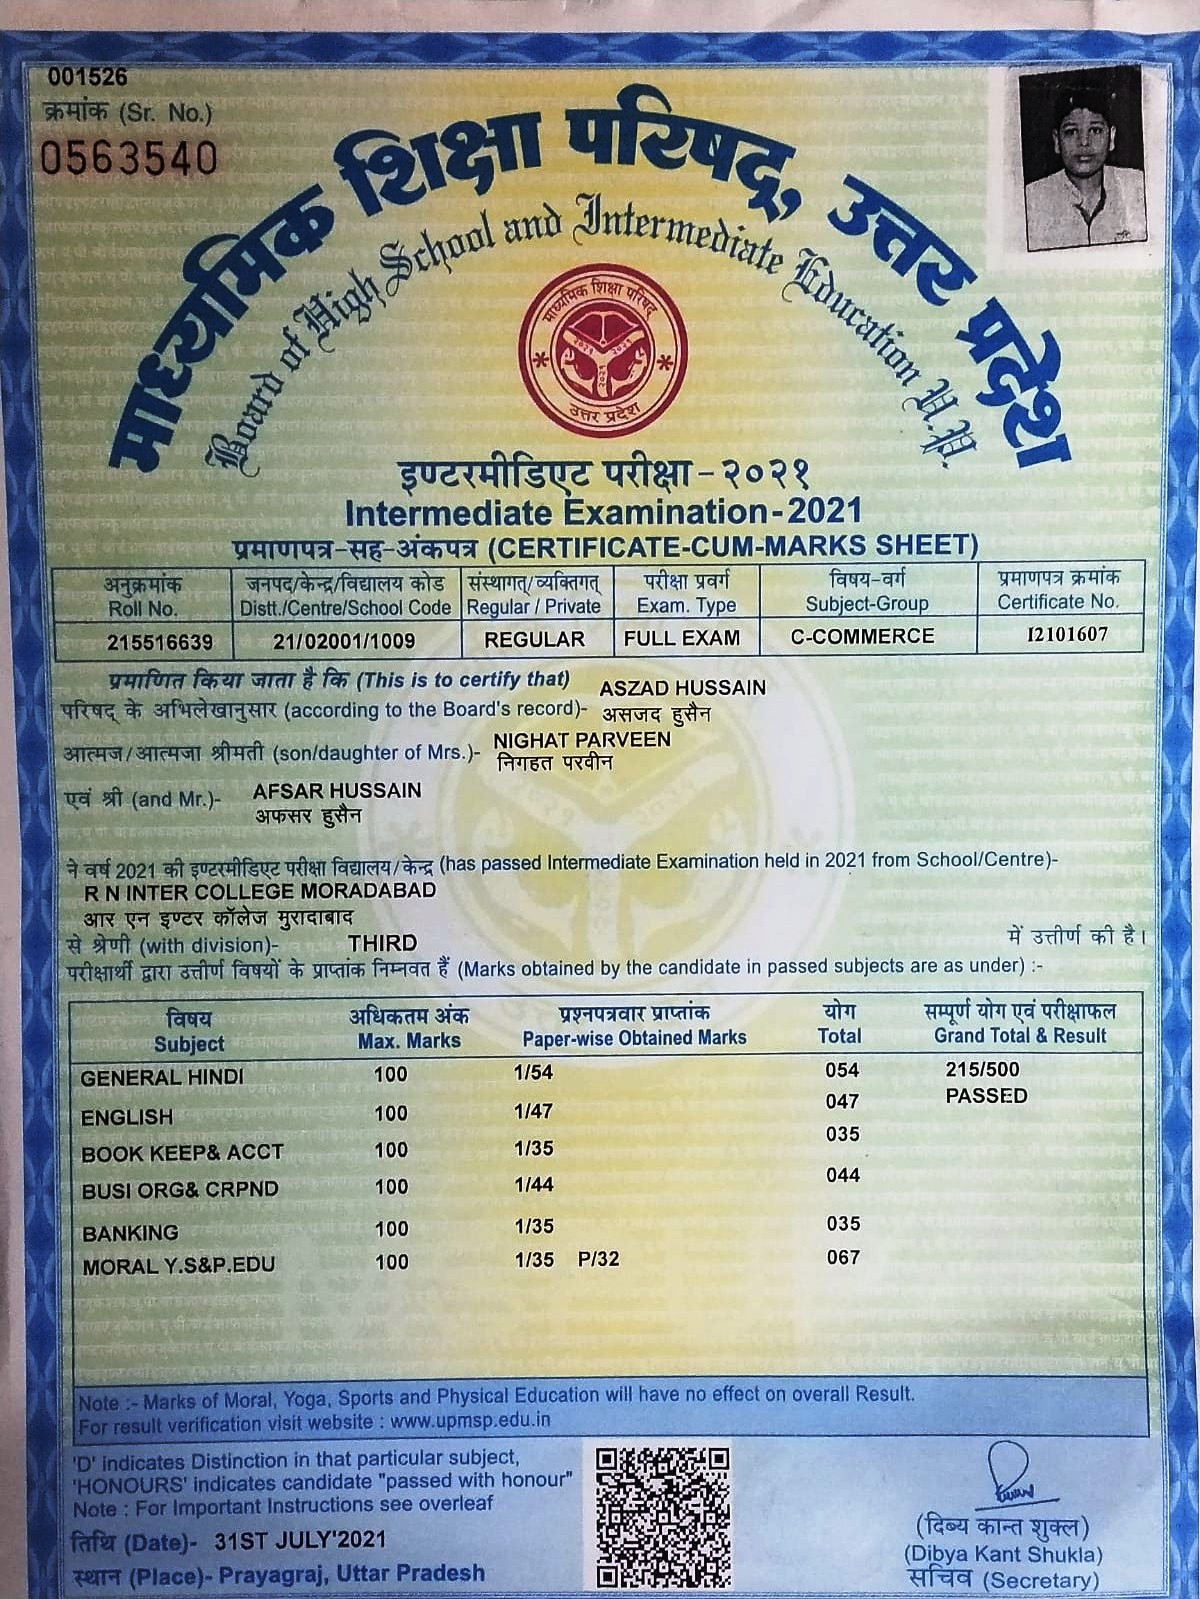 001526
क्रमांक (Sr. No.)
0563540
माध्यमिक शिक्षा परिषद्, उत्तर प्रदेश
Board of High School and Intermediate Education U.P.
माध्यमिक शिक्षा परिषद्
उत्तर प्रदेश
इण्टरमीडिएट परीक्षा-२०२१
Intermediate Examination-2021
प्रमाणपत्र-सह-अंकपत्र (CERTIFICATE-CUM-MARKS SHEET)
अनुक्रमांक जनपद/केन्द्र/विद्यालय कोड संस्थागत्/व्यक्तिगत् परीक्षा प्रवर्ग विषय-वर्ग प्रमाणपत्र क्रमांक
Roll No. Distt./Centre/School Code Regular / Private Exam. Type Subject-Group Certificate No.
215516639 21/02001/1009 REGULAR FULL EXAM C-COMMERCE I2101607
प्रमाणित किया जाता है कि (This is to certify that) ASZAD HUSSAIN
परिषद् के अभिलेखानुसार (according to the Board's record)- असजद हुसैन
आत्मज/आत्मजा श्रीमती (son/daughter of Mrs.)- NIGHAT PARVEEN
निगहत परवीन
एवं श्री (and Mr.)- AFSAR HUSSAIN
अफसर हुसैन
ने वर्ष 2021 की इण्टरमीडिएट परीक्षा विद्यालय/केन्द्र (has passed Intermediate Examination held in 2021 from School/Centre)-
R N INTER COLLEGE MORADABAD
आर एन इण्टर कॉलेज मुरादाबाद
से श्रेणी (with division)- THIRD में उत्तीर्ण की है।
परीक्षार्थी द्वारा उत्तीर्ण विषयों के प्राप्तांक निम्नवत हैं (Marks obtained by the candidate in passed subjects are as under) :-
विषय अधिकतम अंक प्रश्नपत्रवार प्राप्तांक योग सम्पूर्ण योग एवं परीक्षाफल
Subject Max. Marks Paper-wise Obtained Marks Total Grand Total & Result
GENERAL HINDI 100 1/54 054 215/500
PASSED
ENGLISH 100 1/47 047
BOOK KEEP& ACCT 100 1/35 035
BUSI ORG& CRPND 100 1/44 044
BANKING 100 1/35 035
MORAL Y.S&P.EDU 100 1/35 P/32 067
Note :- Marks of Moral, Yoga, Sports and Physical Education will have no effect on overall Result.
For result verification visit website : www.upmsp.edu.in
'D' indicates Distinction in that particular subject,
'HONOURS' indicates candidate "passed with honour"
Note : For Important Instructions see overleaf
तिथि (Date)- 31ST JULY'2021
स्थान (Place)- Prayagraj, Uttar Pradesh
(दिब्य कान्त शुक्ल)
(Dibya Kant Shukla)
सचिव (Secretary)